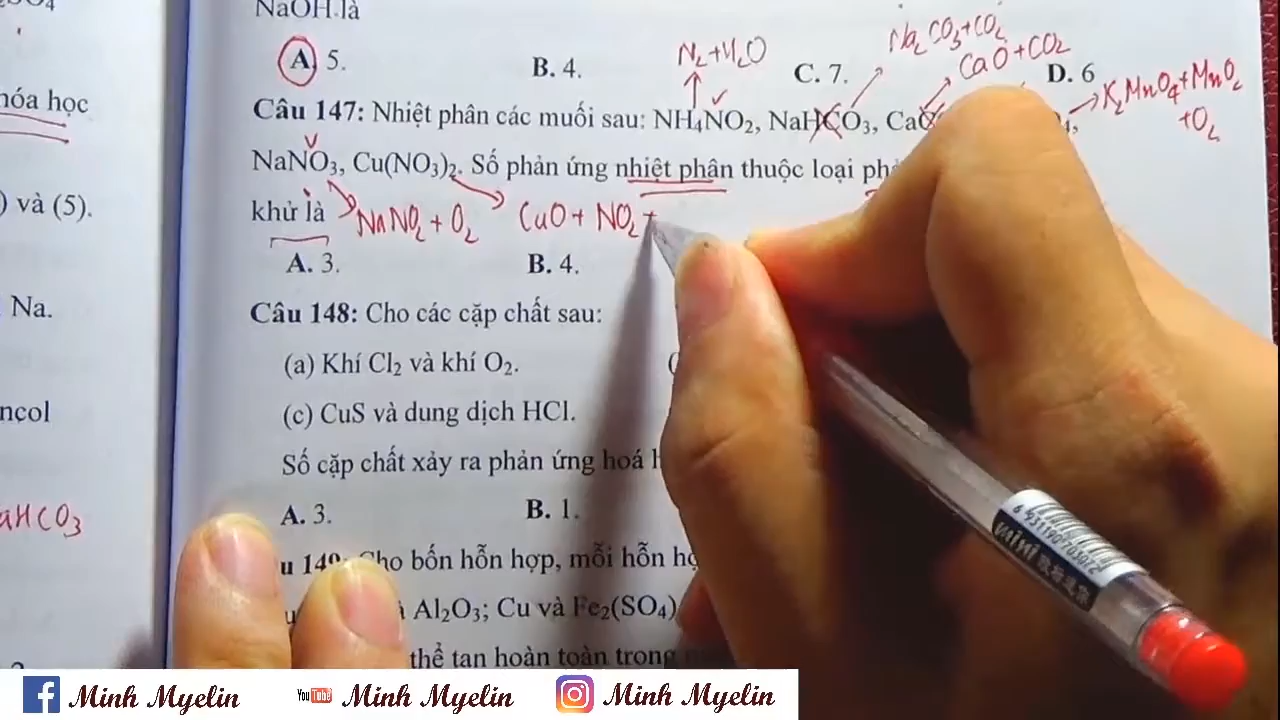 NaOH là
A. 5. B. 4. C. 7. D. 6
N2+H2O
Na2CO3+CO2
CaO+CO2
K2MnO4+MnO2
+O2
hóa học
Câu 147: Nhiệt phân các muối sau: NH4NO2, NaHCO3,
NaNO3, Cu(NO3)2. Số phản ứng nhiệt phân thuộc loại
) và (5).
khử là
NaNO2 + O2
CuO + NO2 +
A. 3. B. 4.
Na.
Câu 148: Cho các cặp chất sau:
(a) Khí Cl2 và khí O2.
ncol
(c) CuS và dung dịch HCl.
Số cặp chất xảy ra phản ứng hoá
aHCO3
A. 3. B. 1.
Cho bốn hỗn hợp, mỗi hỗn
Al2O3; Cu và Fe2(SO4)
thể tan hoàn toàn trong
6931190703026
MINI
Minh Myelin
YouTube
Minh Myelin
Minh Myelin